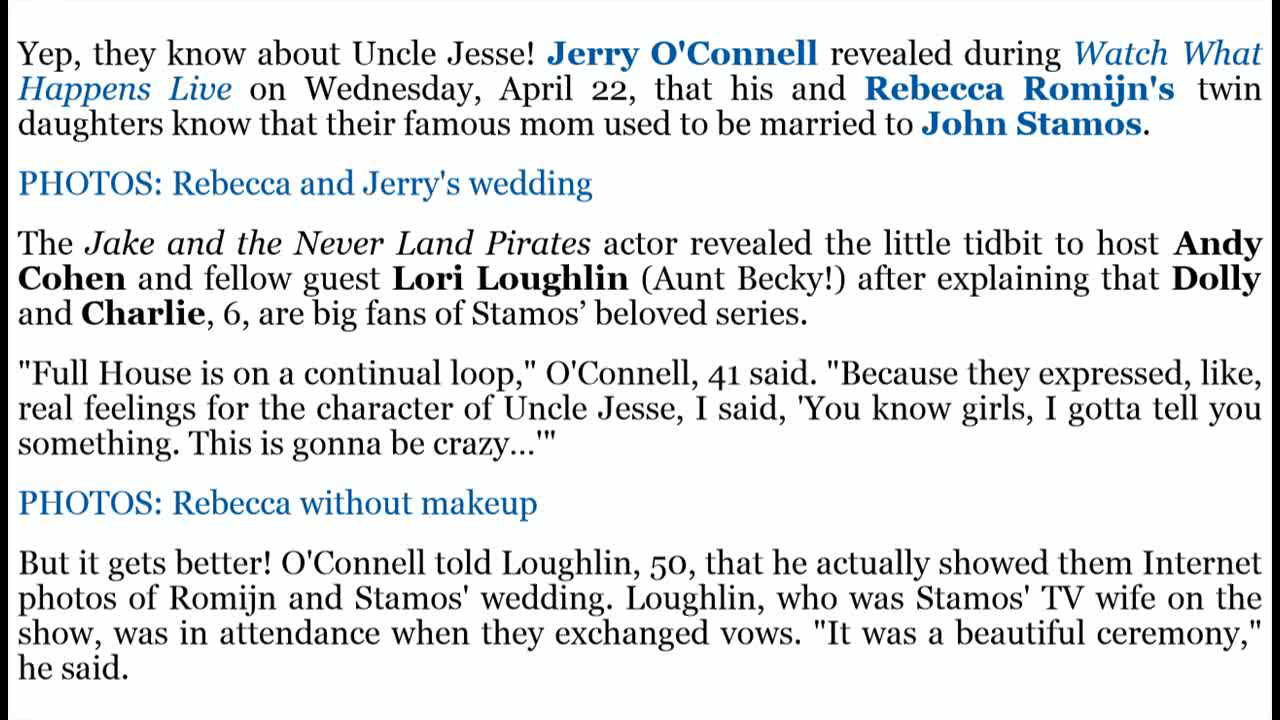 Yep, they know about Uncle Jesse! Jerry O'Connell revealed during Watch What
Happens Live on Wednesday, April 22, that his and Rebecca Romijn's twin
daughters know that their famous mom used to be married to John Stamos.
PHOTOS: Rebecca and Jerry's wedding
The Jake and the Never Land Pirates actor revealed the little tidbit to host Andy
Cohen and fellow guest Lori Loughlin (Aunt Becky!) after explaining that Dolly
and Charlie, 6, are big fans of Stamos’ beloved series.
"Full House is on a continual loop," O'Connell, 41 said. "Because they expressed, like,
real feelings for the character of Uncle Jesse, I said, 'You know girls, I gotta tell you
something. This is gonna be crazy...'"
PHOTOS: Rebecca without makeup
But it gets better! O'Connell told Loughlin, 50, that he actually showed them Internet
photos of Romijn and Stamos' wedding. Loughlin, who was Stamos' TV wife on the
show, was in attendance when they exchanged vows. "It was a beautiful ceremony,"
he said.